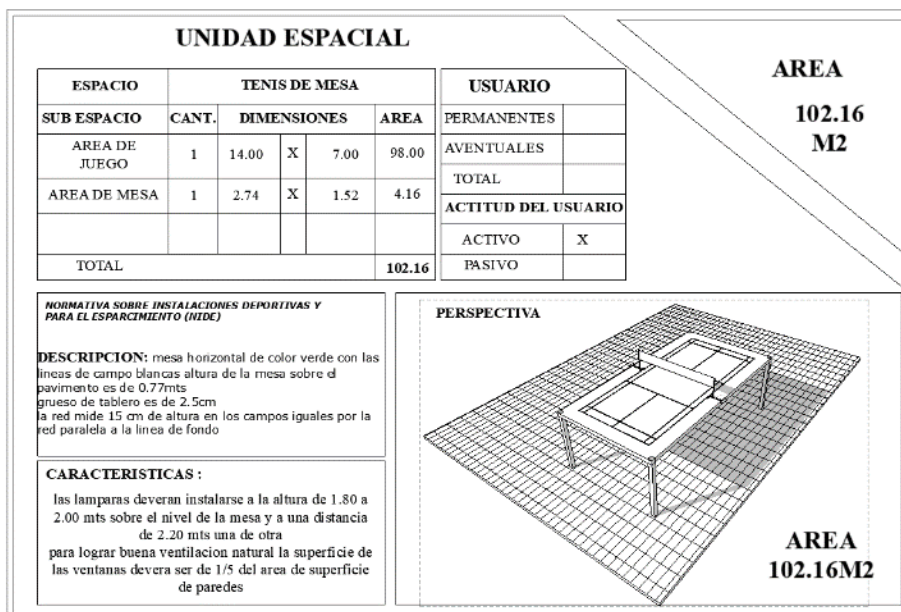 UNIDAD ESPACIAL
ESPACIO TENIS DE MESA
SUB ESPACIO CANT. DIMENSIONES AREA
AREA DE JUEGO 1 14.00 X 7.00 98.00
AREA DE MESA 1 2.74 X 1.52 4.16
TOTAL 102.16
USUARIO
PERMANENTES
AVENTUALES
TOTAL
ACTITUD DEL USUARIO
ACTIVO X
PASIVO
AREA
102.16
M2
NORMATIVA SOBRE INSTALACIONES DEPORTIVAS Y
PARA EL ESPARCIMIENTO (NIDE)
DESCRIPCION: mesa horizontal de color verde con las
lineas de campo blancas altura de la mesa sobre el
pavimento es de 0.77mts
grueso de tablero es de 2.5cm
la red mide 15 cm de altura en los campos iguales por la
red paralela a la linea de fondo
CARACTERISTICAS :
las lamparas deveran instalarse a la altura de 1.80 a
2.00 mts sobre el nivel de la mesa y a una distancia
de 2.20 mts una de otra
para lograr buena ventilacion natural la superficie de
las ventanas devera ser de 1/5 del area de superficie
de paredes
PERSPECTIVA
AREA
102.16M2